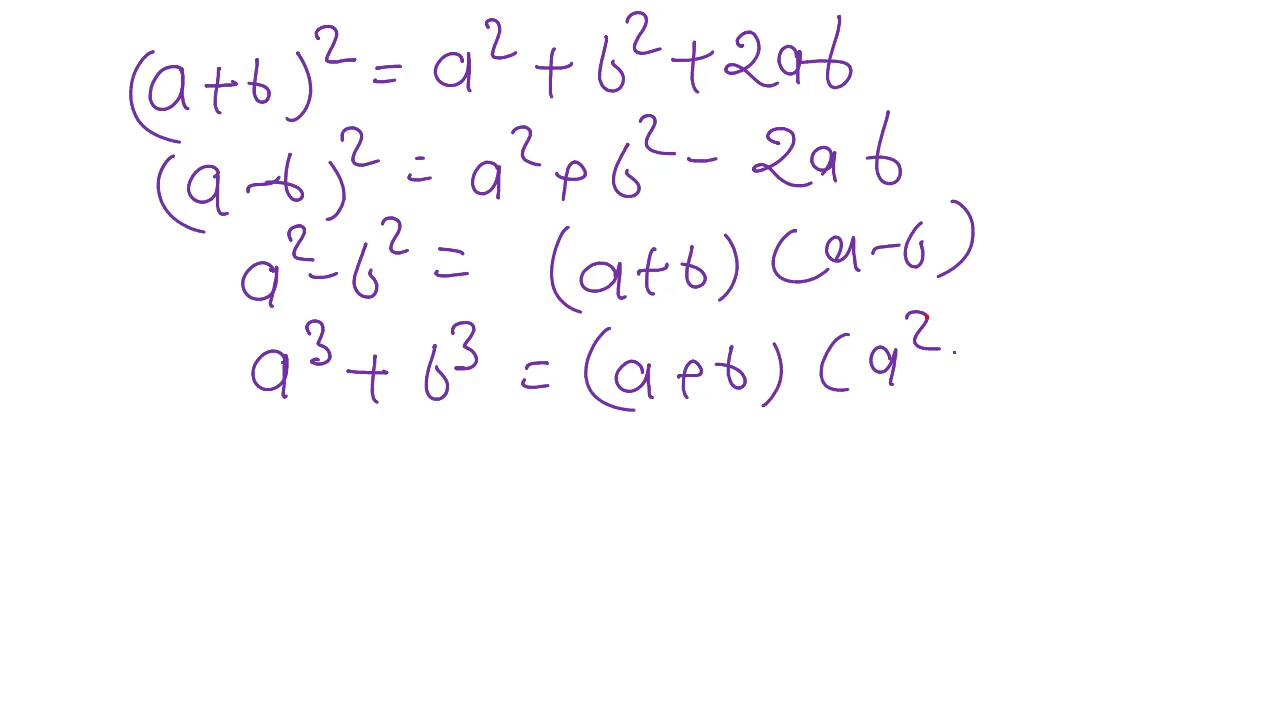 (a+b)² = a² + b² + 2ab
(a-b)² = a² + b² - 2ab
a² - b² = (a+b) (a-b)
a³ + b³ = (a+b) (a²